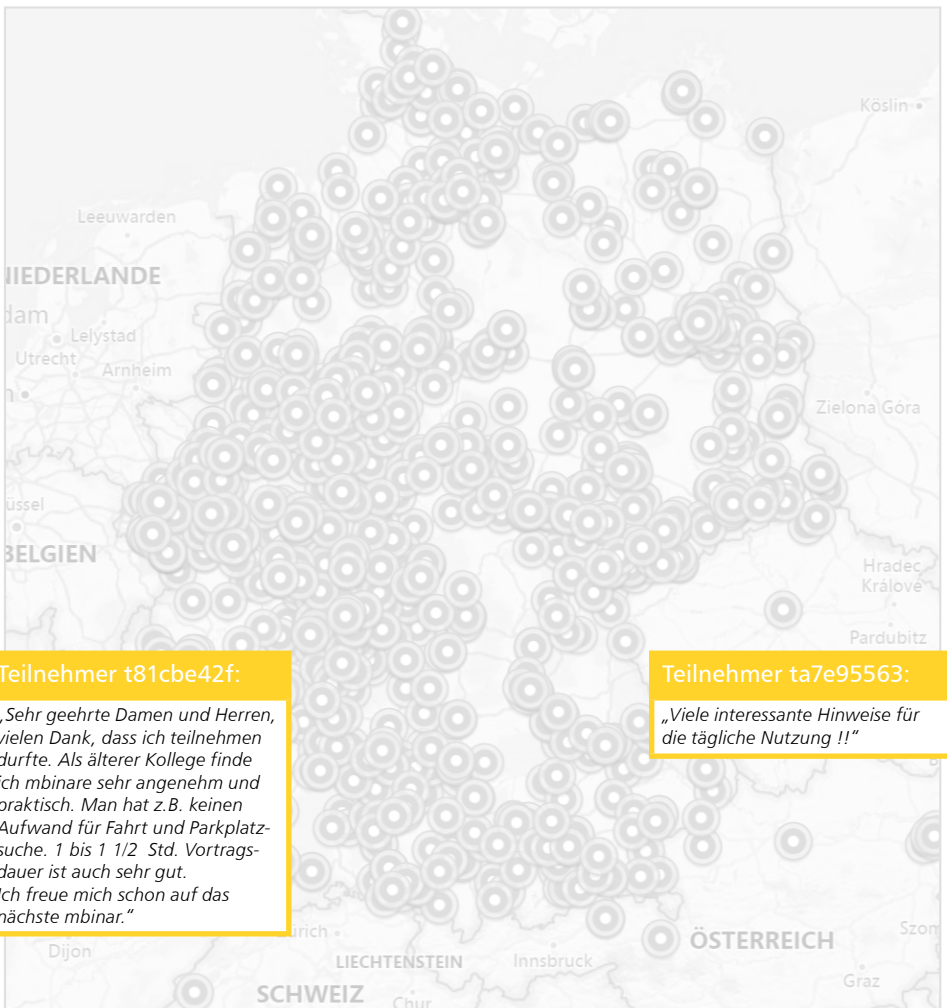 Köslin
Leeuwarden
NIEDERLANDE
dam
Lelystad
Utrecht
Arnheim
Zielona Góra
üssel
BELGIEN
Hradec
Králové
Pardubitz
Teilnehmer t81cbe42f:
„Sehr geehrte Damen und Herren,
vielen Dank, dass ich teilnehmen
durfte. Als älterer Kollege finde
ich mbinare sehr angenehm und
praktisch. Man hat z.B. keinen
Aufwand für Fahrt und Parkplatz-
suche. 1 bis 1 1/2 Std. Vortrags-
dauer ist auch sehr gut.
Ich freue mich schon auf das
nächste mbinar.“
Teilnehmer ta7e95563:
„Viele interessante Hinweise für
die tägliche Nutzung !!“
Dijon
ürich
LIECHTENSTEIN
Innsbruck
ÖSTERREICH
Szom
Graz
SCHWEIZ
Chur